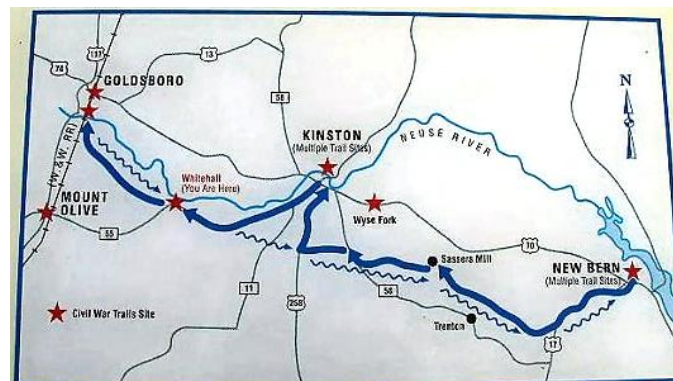 117
70
13
GOLDSBORO
58
KINSTON
(Multiple Trail Sites)
NEUSE RIVER
N
(W.&W. RR)
Whitehall
(You Are Here)
MOUNT
OLIVE
55
Wyse Fork
70
Sassers Mill
NEW BERN
(Multiple Trail Sites)
11
258
58
Civil War Trails Site
Trenton
17